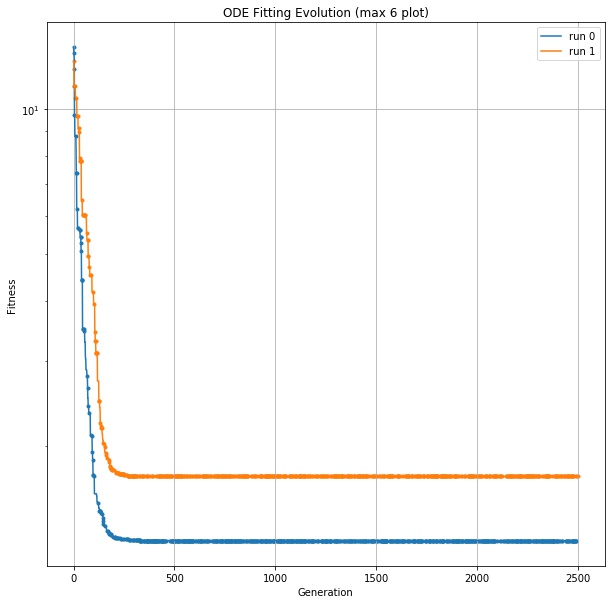 ODE Fitting Evolution (max 6 plot)
run 0
run 1
10¹
Fitness
0 500 1000 1500 2000 2500
Generation